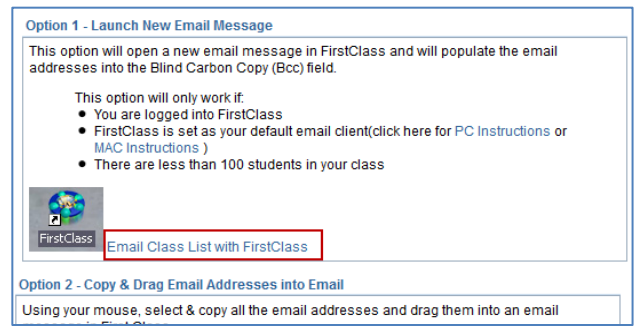 Option 1 - Launch New Email Message
This option will open a new email message in FirstClass and will populate the email
addresses into the Blind Carbon Copy (Bcc) field.
This option will only work if:
• You are logged into FirstClass
• FirstClass is set as your default email client(click here for PC Instructions or
MAC Instructions )
• There are less than 100 students in your class
FirstClass
Email Class List with FirstClass
Option 2 - Copy & Drag Email Addresses into Email
Using your mouse, select & copy all the email addresses and drag them into an email
message in First Class